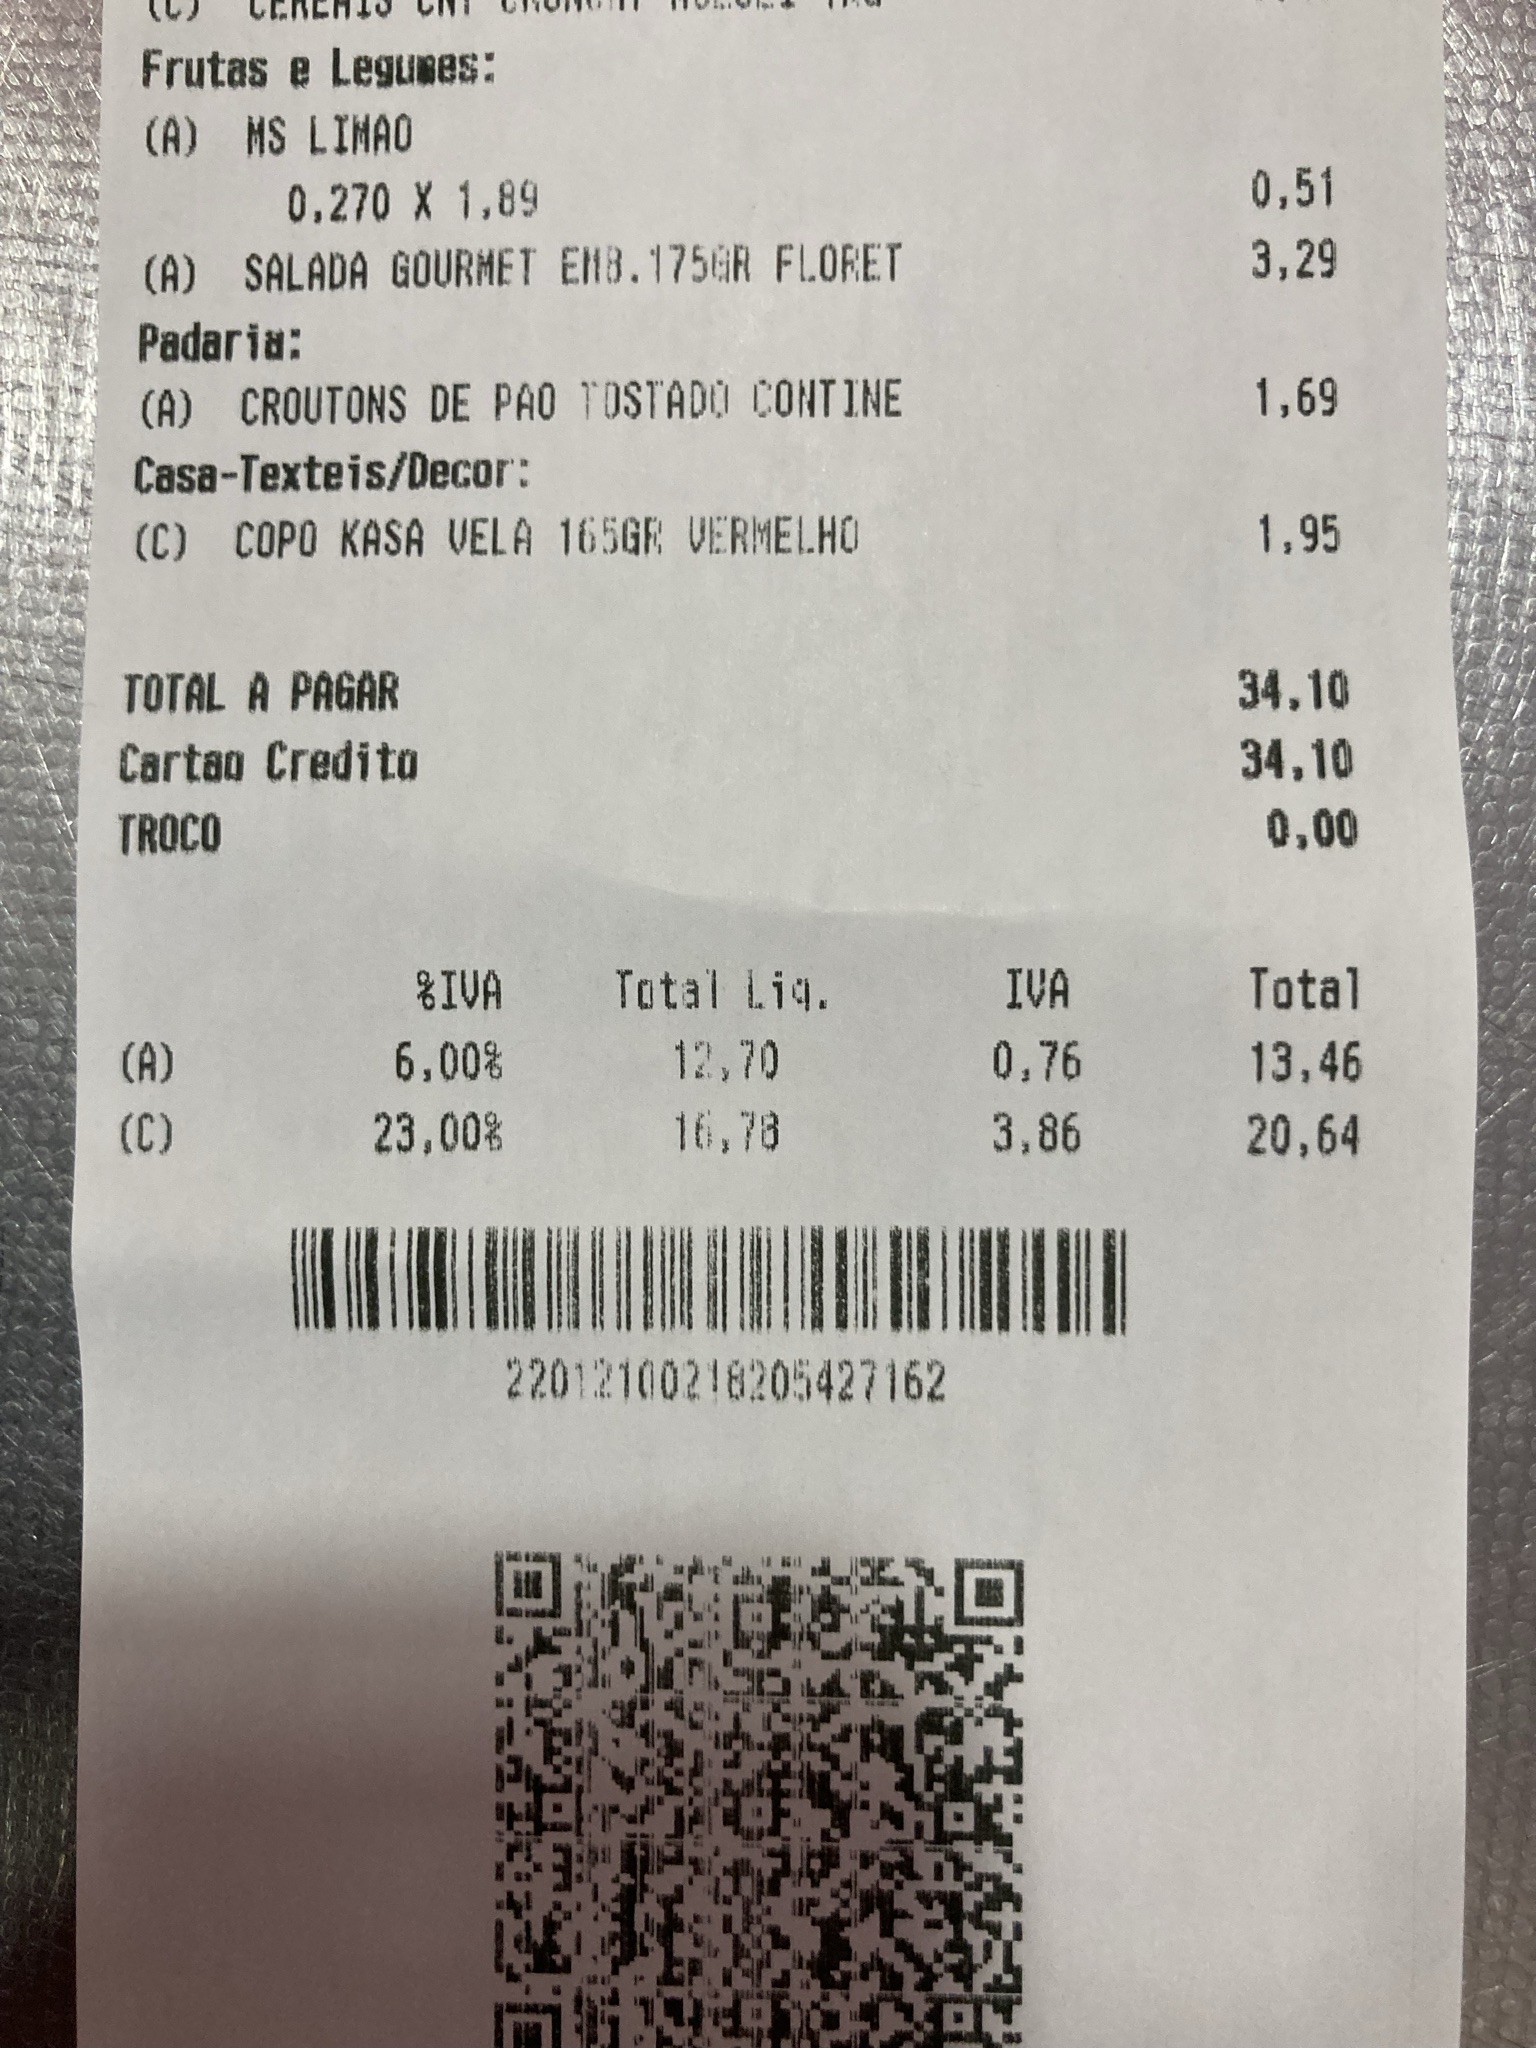 (C) CEREAIS CNT CRUNCHY
Frutas e Legumes:
(A) MS LIMAO
0,270 X 1,89 0,51
(A) SALADA GOURMET EMB.175GR FLORET 3,29
Padaria:
(A) CROUTONS DE PAO TOSTADO CONTINE 1,69
Casa-Texteis/Decor:
(C) COPO KASA VELA 165GR VERMELHO 1,95
TOTAL A PAGAR 34,10
Cartao Credito 34,10
TROCO 0,00
%IVA Total Liq. IVA Total
(A) 6,00% 12,70 0,76 13,46
(C) 23,00% 16,78 3,86 20,64
22012100218205427162